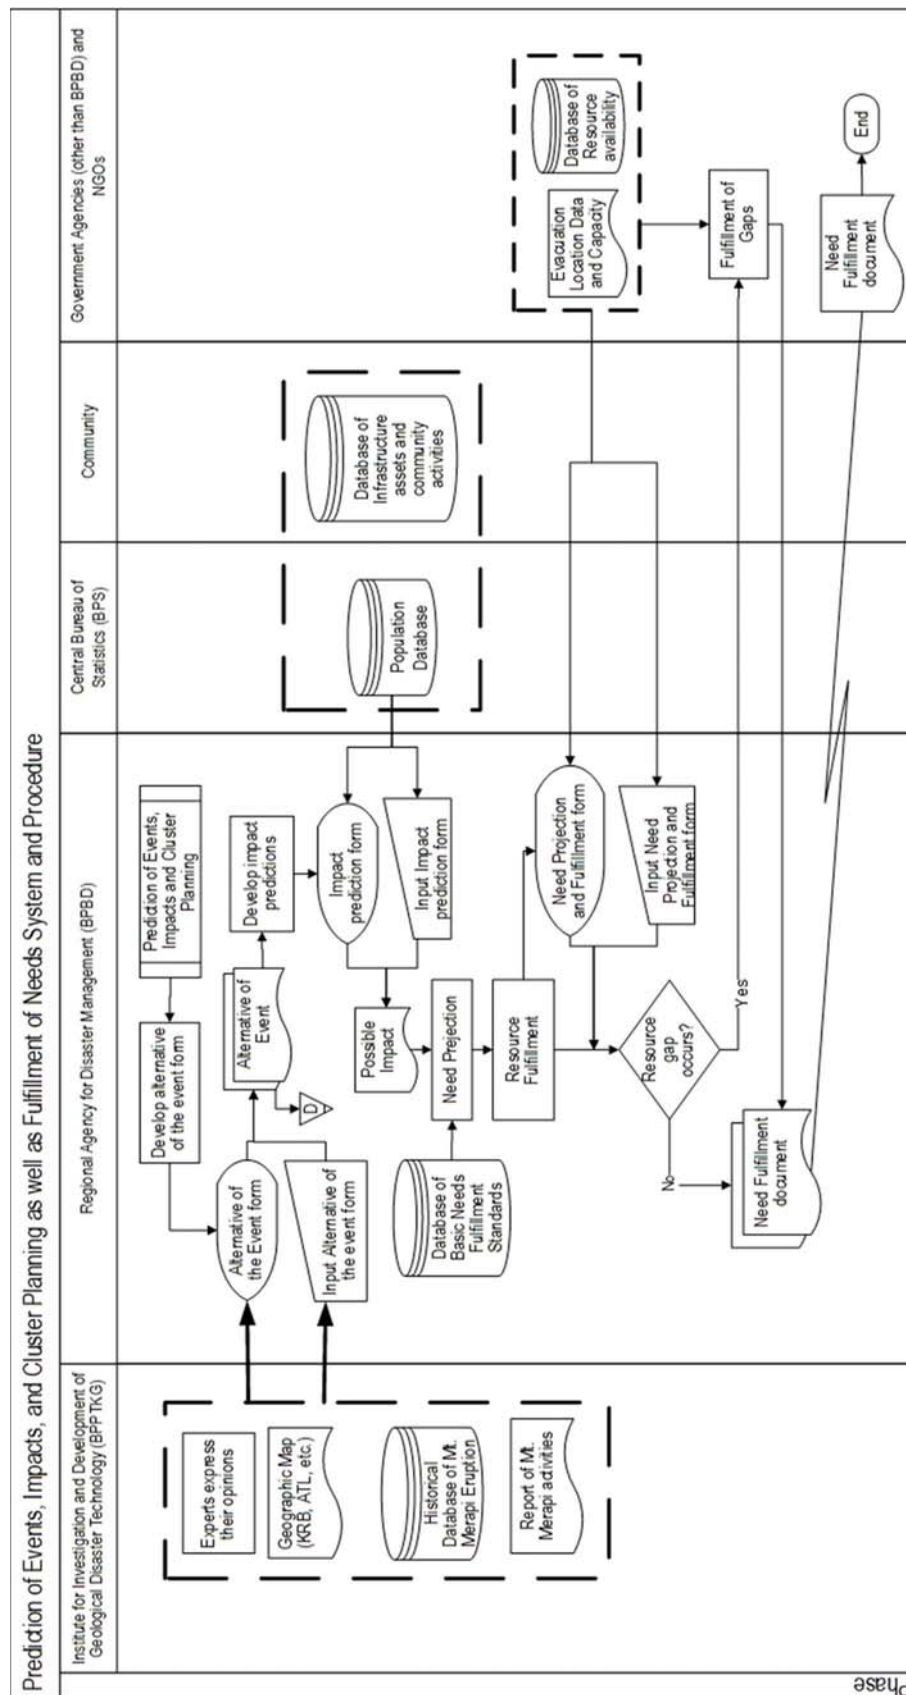 Prediction of Events, Impacts, and Cluster Planning as well as Fulfillment of Needs System and Procedure
Institute for Investigation and Development of
Geological Disaster Technology (BPPTKG)
Regional Agency for Disaster Management (BPBD)
Central Bureau of
Statistics (BPS)
Community
Government Agencies (other than BPBD) and
NGOs
Experts express
their opinions
Geographic Map
(KRB, ATL, etc.)
Historical
Database of Mt.
Merapi Eruption
Report of Mt.
Merapi activities
Prediction of Events,
Impacts and Cluster
Planning
Develop alternative
of the event form
Alternative of
the Event form
Input Alternative of
the event form
Alternative of
Event
D
Develop impact
predictions
Impact
prediction form
Input Impact
prediction form
Possible
Impact
Need Prejection
Database of
Basic Needs
Fulfillment
Standards
Resource
Fulfillment
Need Projection
and Fulfillment form
Input Need
Projection and
Fulfillment form
Resource
gap
occurs?
No
Yes
Need Fulfillment
document
Population
Database
Database of
Infrastructure
assets and
community
activities
Evacuation
Location Data
and Capacity
Database of
Resource
availability
Fulfillment of
Gaps
Need
Fulfillment
document
End
Phase